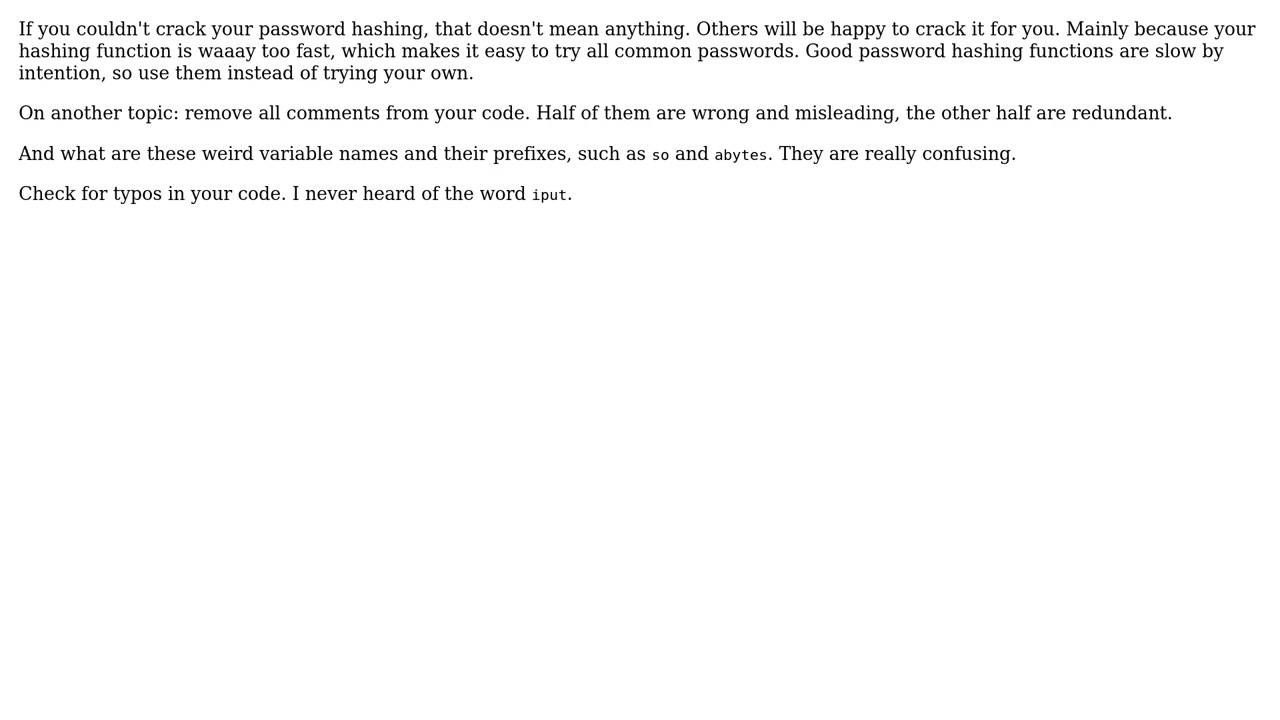 If you couldn't crack your password hashing, that doesn't mean anything. Others will be happy to crack it for you. Mainly because your
hashing function is waaay too fast, which makes it easy to try all common passwords. Good password hashing functions are slow by
intention, so use them instead of trying your own.
On another topic: remove all comments from your code. Half of them are wrong and misleading, the other half are redundant.
And what are these weird variable names and their prefixes, such as so and abytes. They are really confusing.
Check for typos in your code. I never heard of the word iput.